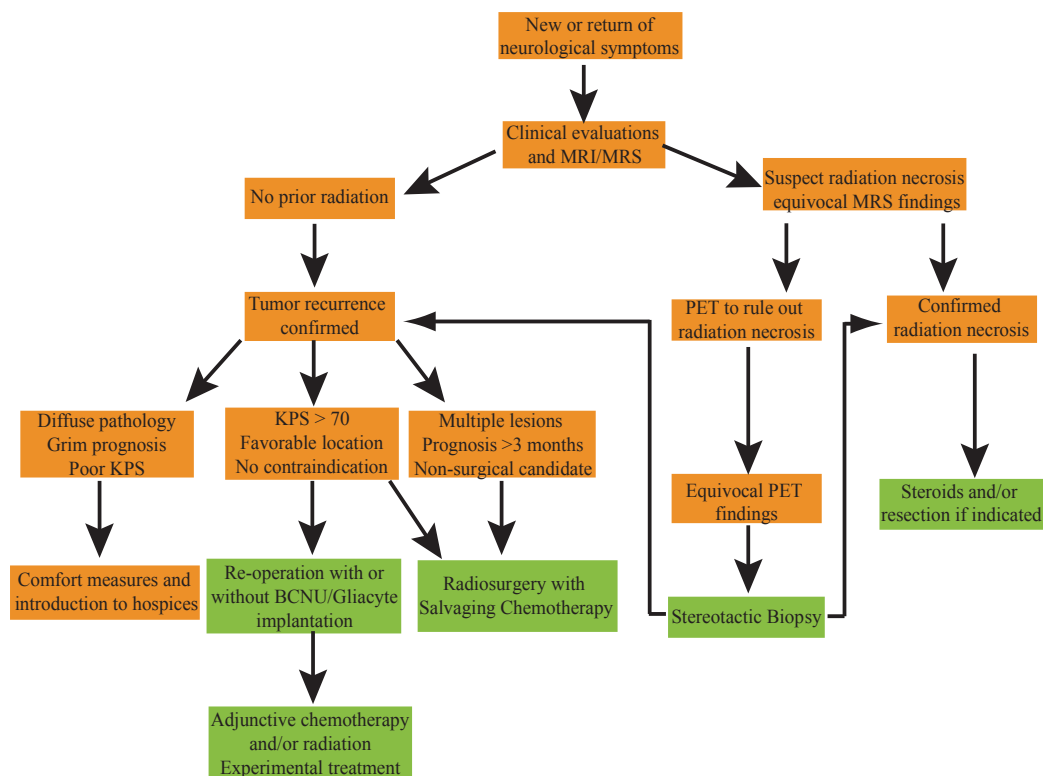 New or return of
neurological symptoms
Clinical evaluations
and MRI/MRS
No prior radiation
Suspect radiation necrosis
equivocal MRS findings
Tumor recurrence
confirmed
PET to rule out
radiation necrosis
Confirmed
radiation necrosis
Diffuse pathology
Grim prognosis
Poor KPS
KPS > 70
Favorable location
No contraindication
Multiple lesions
Prognosis >3 months
Non-surgical candidate
Equivocal PET
findings
Steroids and/or
resection if indicated
Comfort measures and
introduction to hospices
Re-operation with or
without BCNU/Gliacyte
implantation
Radiosurgery with
Salvaging Chemotherapy
Stereotactic Biopsy
Adjunctive chemotherapy
and/or radiation
Experimental treatment